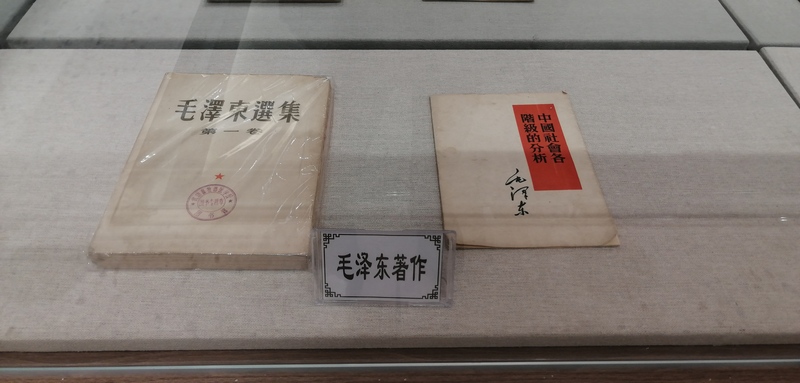 毛澤東選集
第一卷
中國社會各
階級的分析
毛澤东
毛泽东著作